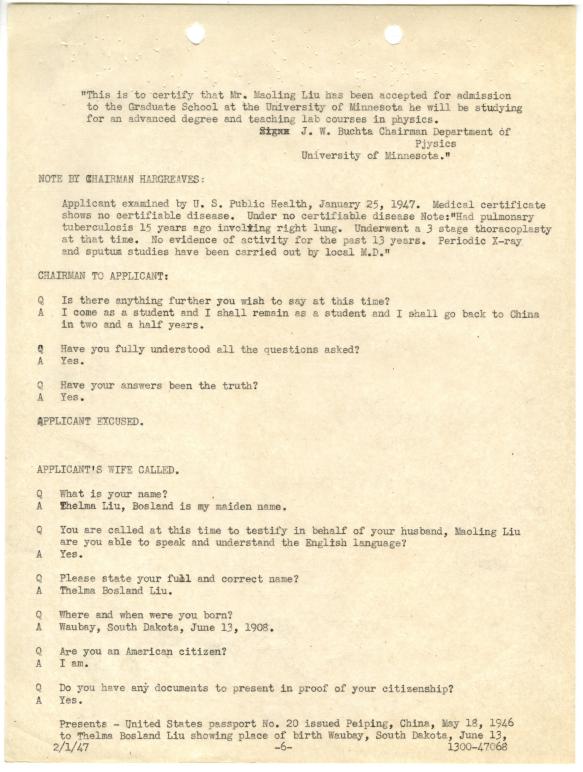 "This is to certify that Mr. Maoling Liu has been accepted for admission
to the Graduate School at the University of Minnesota he will be studying
for an advanced degree and teaching lab courses in physics.
J. W. Buchta Chairman Department of
Pjysics
University of Minnesota."
NOTE BY CHAIRMAN HARGREAVES:
Applicant examined by U. S. Public Health, January 25, 1947. Medical certificate
shows no certifiable disease. Under no certifiable disease Note:"Had pulmonary
tuberculosis 15 years ago involving right lung. Underwent a 3 stage thoracoplasty
at that time. No evidence of activity for the past 13 years. Periodic X-ray
and sputum studies have been carried out by local M.D."
CHAIRMAN TO APPLICANT:
Q Is there anything further you wish to say at this time?
A I come as a student and I shall remain as a student and I shall go back to China
in two and a half years.
Q Have you fully understood all the questions asked?
A Yes.
Q Have your answers been the truth?
A Yes.
APPLICANT EXCUSED.
APPLICANT'S WIFE CALLED.
Q What is your name?
A Thelma Liu, Bosland is my maiden name.
Q You are called at this time to testify in behalf of your husband, Maoling Liu
are you able to speak and understand the English language?
A Yes.
Q Please state your full and correct name?
A Thelma Bosland Liu.
Q Where and when were you born?
A Waubay, South Dakota, June 13, 1908.
Q Are you an American citizen?
A I am.
Q Do you have any documents to present in proof of your citizenship?
A Yes.
Presents - United States passport No. 20 issued Peiping, China, May 18, 1946
to Thelma Bosland Liu showing place of birth Waubay, South Dakota, June 13,
2/1/47 -6- 1300-47068